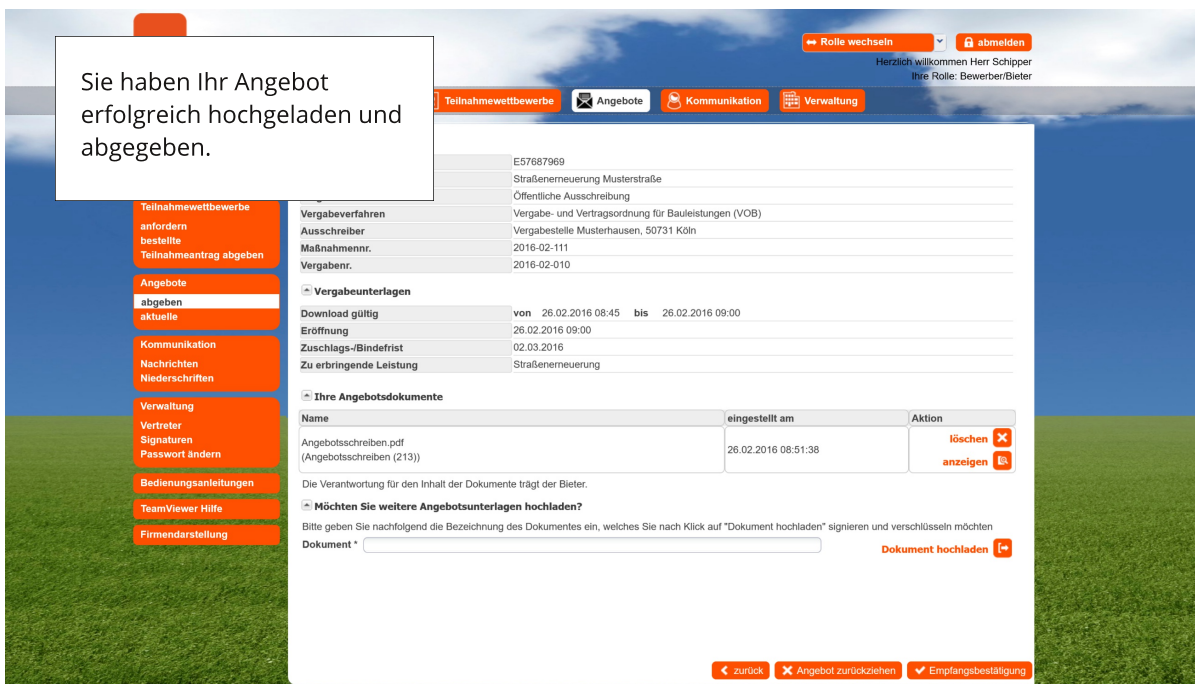 Sie haben Ihr Angebot
erfolgreich hochgeladen und
abgegeben.
Rolle wechseln
abmelden
Herzlich willkommen Herr Schipper
Ihre Rolle: Bewerber/Bieter
Teilnahmewettbewerbe Angebote Kommunikation Verwaltung
Teilnahmewettbewerbe
anfordern
bestellte
Teilnahmeantrag abgeben
Angebote
abgeben
aktuelle
Kommunikation
Nachrichten
Niederschriften
Verwaltung
Vertreter
Signaturen
Passwort ändern
Bedienungsanleitungen
TeamViewer Hilfe
Firmendarstellung
E57687969
Straßenerneuerung Musterstraße
Öffentliche Ausschreibung
Vergabeverfahren Vergabe- und Vertragsordnung für Bauleistungen (VOB)
Ausschreiber Vergabestelle Musterhausen, 50731 Köln
Maßnahmennr. 2016-02-111
Vergabenr. 2016-02-010
Vergabeunterlagen
Download gültig von 26.02.2016 08:45 bis 26.02.2016 09:00
Eröffnung 26.02.2016 09:00
Zuschlags-/Bindefrist 02.03.2016
Zu erbringende Leistung Straßenerneuerung
Ihre Angebotsdokumente
Name eingestellt am Aktion
Angebotsschreiben.pdf
(Angebotsschreiben (213))
26.02.2016 08:51:38
löschen
anzeigen
Die Verantwortung für den Inhalt der Dokumente trägt der Bieter.
Möchten Sie weitere Angebotsunterlagen hochladen?
Bitte geben Sie nachfolgend die Bezeichnung des Dokumentes ein, welches Sie nach Klick auf "Dokument hochladen" signieren und verschlüsseln möchten
Dokument * Dokument hochladen
zurück Angebot zurückziehen Empfangsbestätigung